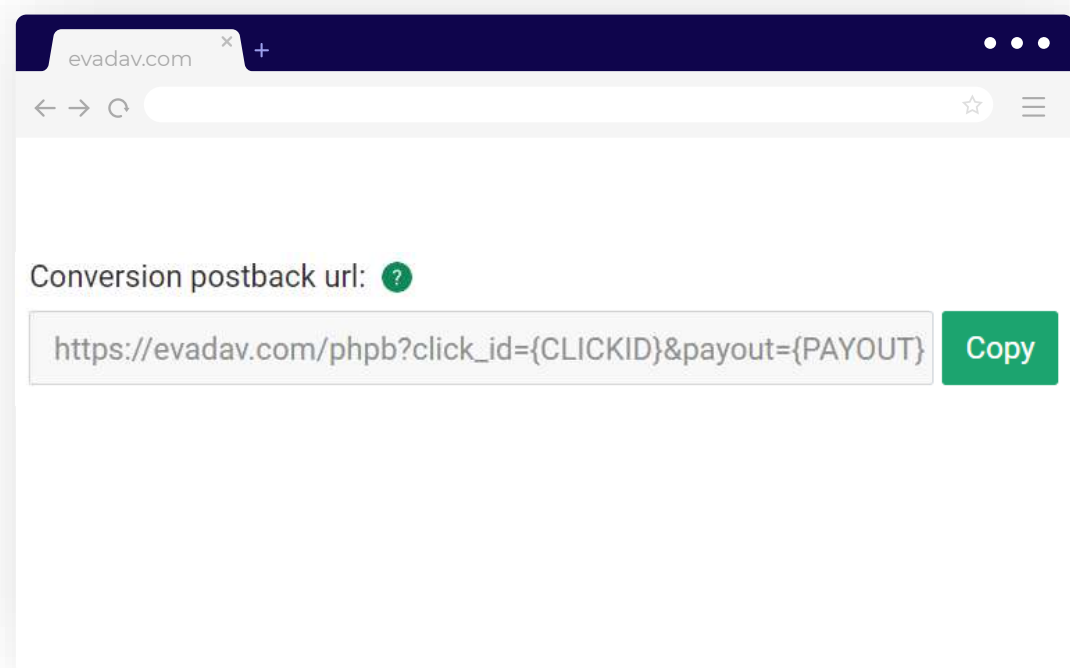 evadav.com
Conversion postback url: ?
https://evadav.com/phpb?click_id={CLICKID}&payout={PAYOUT}
Copy